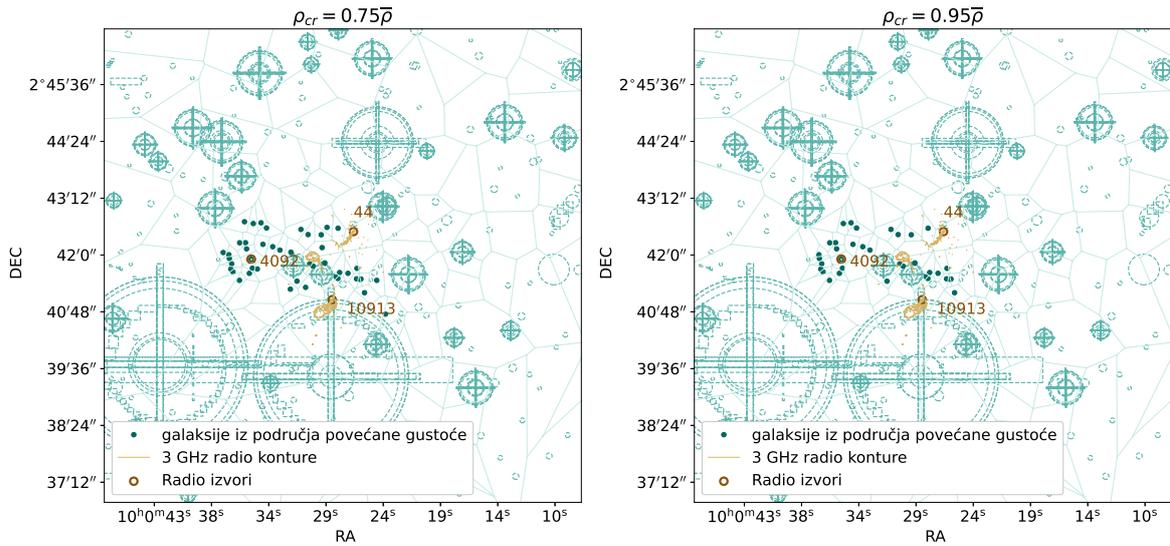 ρcr = 0.75ρ̅
DEC
2°45′36″
44′24″
43′12″
42′0″
40′48″
39′36″
38′24″
37′12″
44
4092
10913
galaksije iz područja povećane gustoće
3 GHz radio konture
Radio izvori
10ʰ0ᵐ43ˢ 38ˢ 34ˢ 29ˢ 24ˢ 19ˢ 15ˢ 10ˢ
RA
ρcr = 0.95ρ̅
DEC
2°45′36″
44′24″
43′12″
42′0″
40′48″
39′36″
38′24″
37′12″
44
4092
10913
galaksije iz područja povećane gustoće
3 GHz radio konture
Radio izvori
10ʰ0ᵐ43ˢ 38ˢ 34ˢ 29ˢ 24ˢ 19ˢ 15ˢ 10ˢ
RA